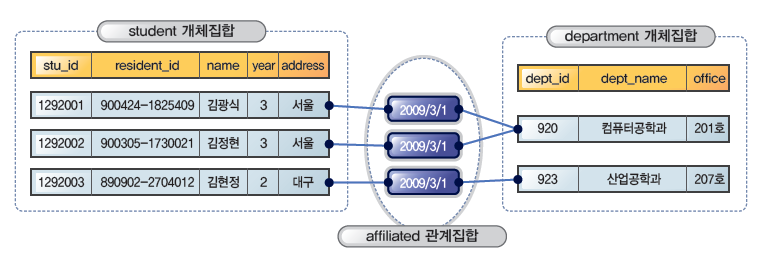 student 개체집합
department 개체집합
stu_id resident_id name year address
dept_id dept_name office
1292001 900424-1825409 김광식 3 서울
2009/3/1
920 컴퓨터공학과 201호
1292002 900305-1730021 김정현 3 서울
2009/3/1
1292003 890902-2704012 김현정 2 대구
2009/3/1
923 산업공학과 207호
affiliated 관계집합